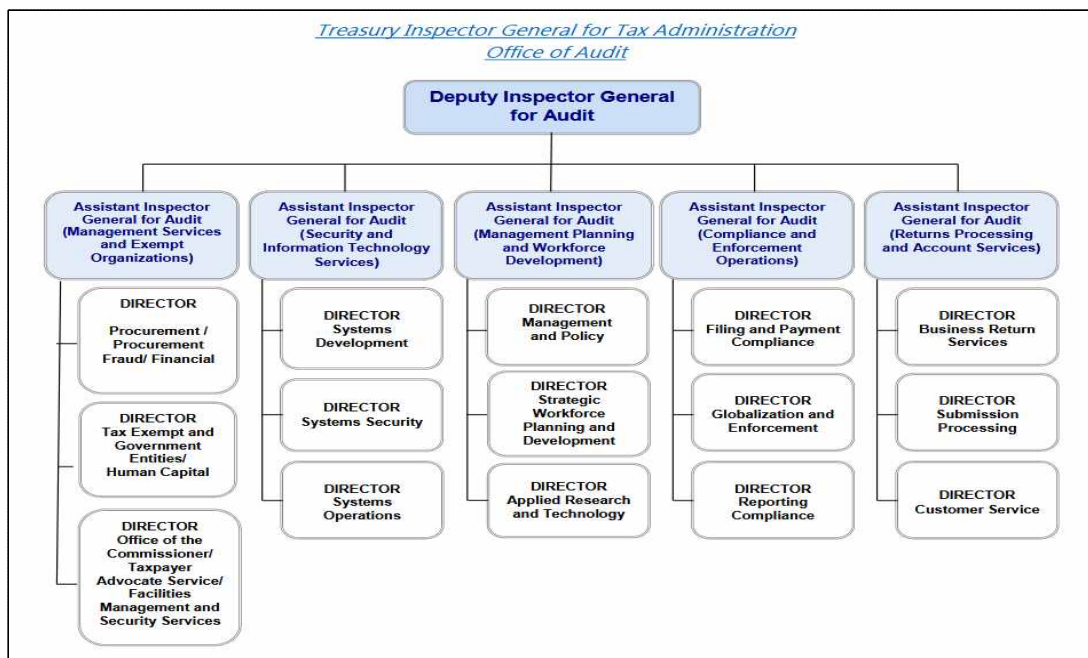 Treasury Inspector General for Tax Administration
Office of Audit
Deputy Inspector General
for Audit
Assistant Inspector
General for Audit
(Management Services
and Exempt
Organizations)
DIRECTOR
Procurement /
Procurement
Fraud/ Financial
DIRECTOR
Tax Exempt and
Government
Entities/
Human Capital
DIRECTOR
Office of the
Commissioner/
Taxpayer
Advocate Service/
Facilities
Management and
Security Services
Assistant Inspector
General for Audit
(Security and
Information Technology
Services)
DIRECTOR
Systems
Development
DIRECTOR
Systems Security
DIRECTOR
Systems
Operations
Assistant Inspector
General for Audit
(Management Planning
and Workforce
Development)
DIRECTOR
Management
and Policy
DIRECTOR
Strategic
Workforce
Planning and
Development
DIRECTOR
Applied Research
and Technology
Assistant Inspector
General for Audit
(Compliance and
Enforcement
Operations)
DIRECTOR
Filing and Payment
Compliance
DIRECTOR
Globalization and
Enforcement
DIRECTOR
Reporting
Compliance
Assistant Inspector
General for Audit
(Returns Processing
and Account Services)
DIRECTOR
Business Return
Services
DIRECTOR
Submission
Processing
DIRECTOR
Customer Service